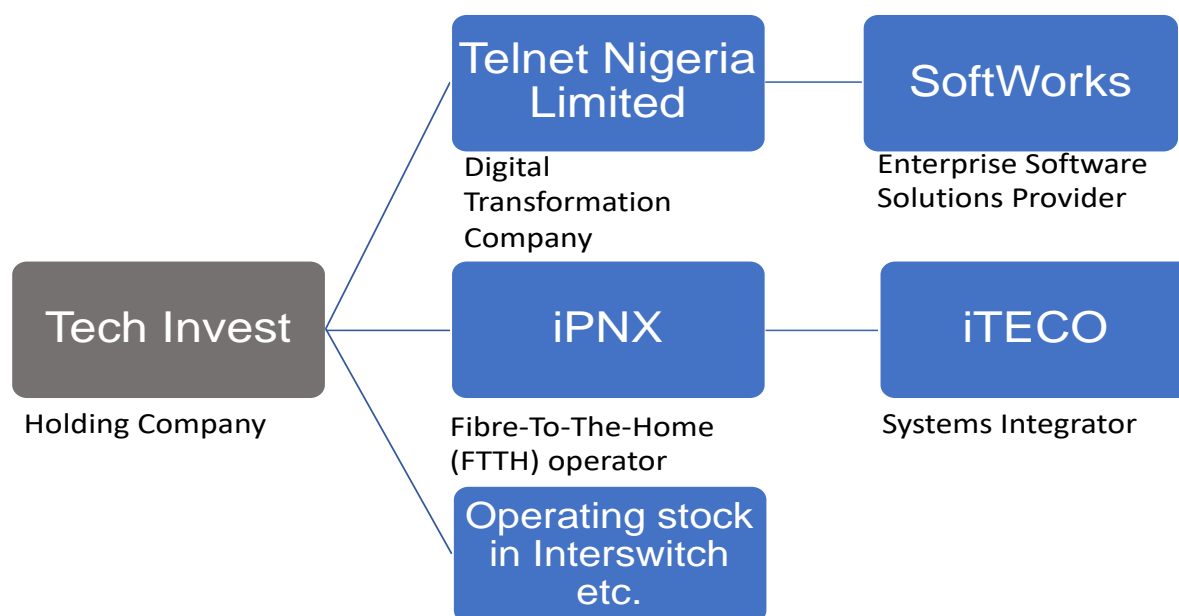 Telnet Nigeria
Limited
SoftWorks
Digital
Transformation
Company
Enterprise Software
Solutions Provider
Tech Invest
iPNX
iTECO
Holding Company
Fibre-To-The-Home
(FTTH) operator
Systems Integrator
Operating stock
in Interswitch
etc.